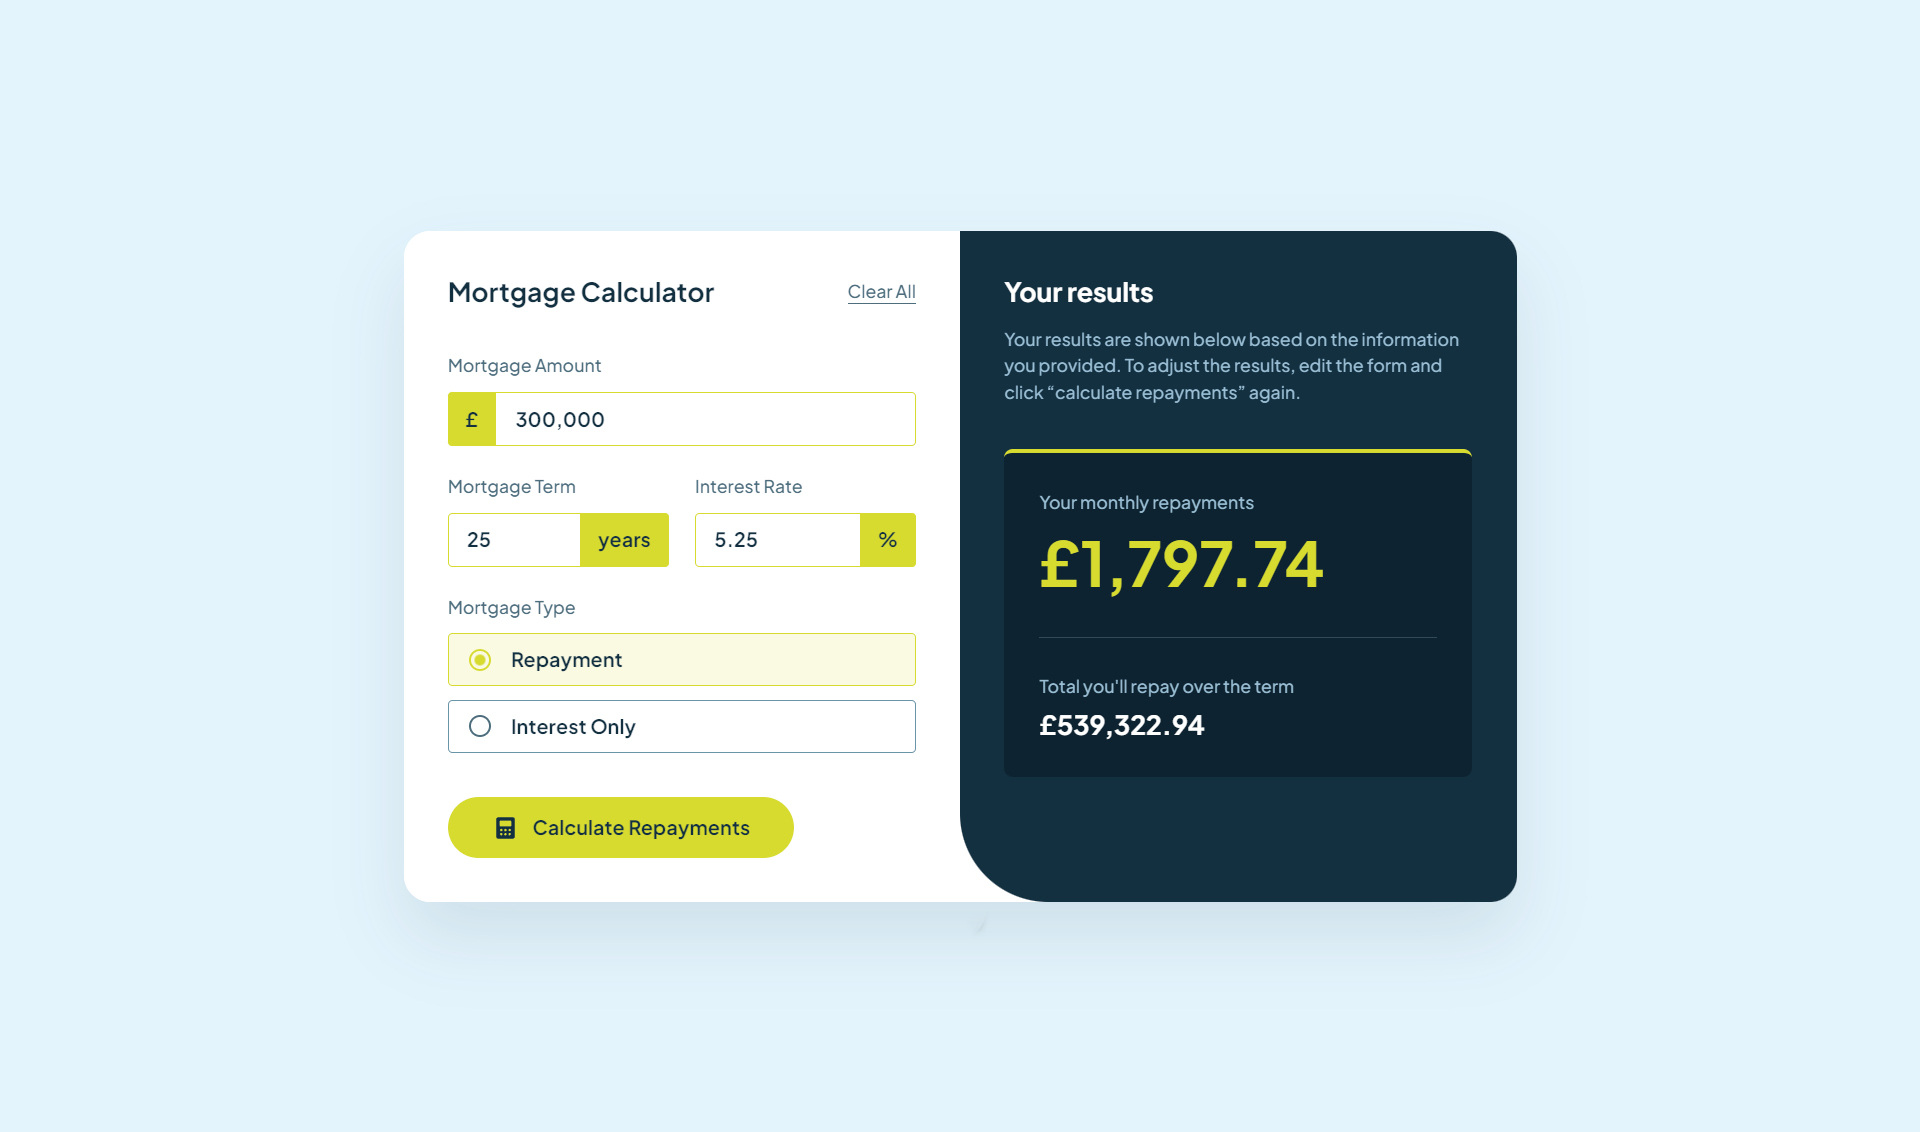 Mortgage Calculator
Clear All
Mortgage Amount
£ 300,000
Mortgage Term
25 years
Interest Rate
5.25 %
Mortgage Type
Repayment
Interest Only
Calculate Repayments
Your results
Your results are shown below based on the information
you provided. To adjust the results, edit the form and
click “calculate repayments” again.
Your monthly repayments
£1,797.74
Total you'll repay over the term
£539,322.94